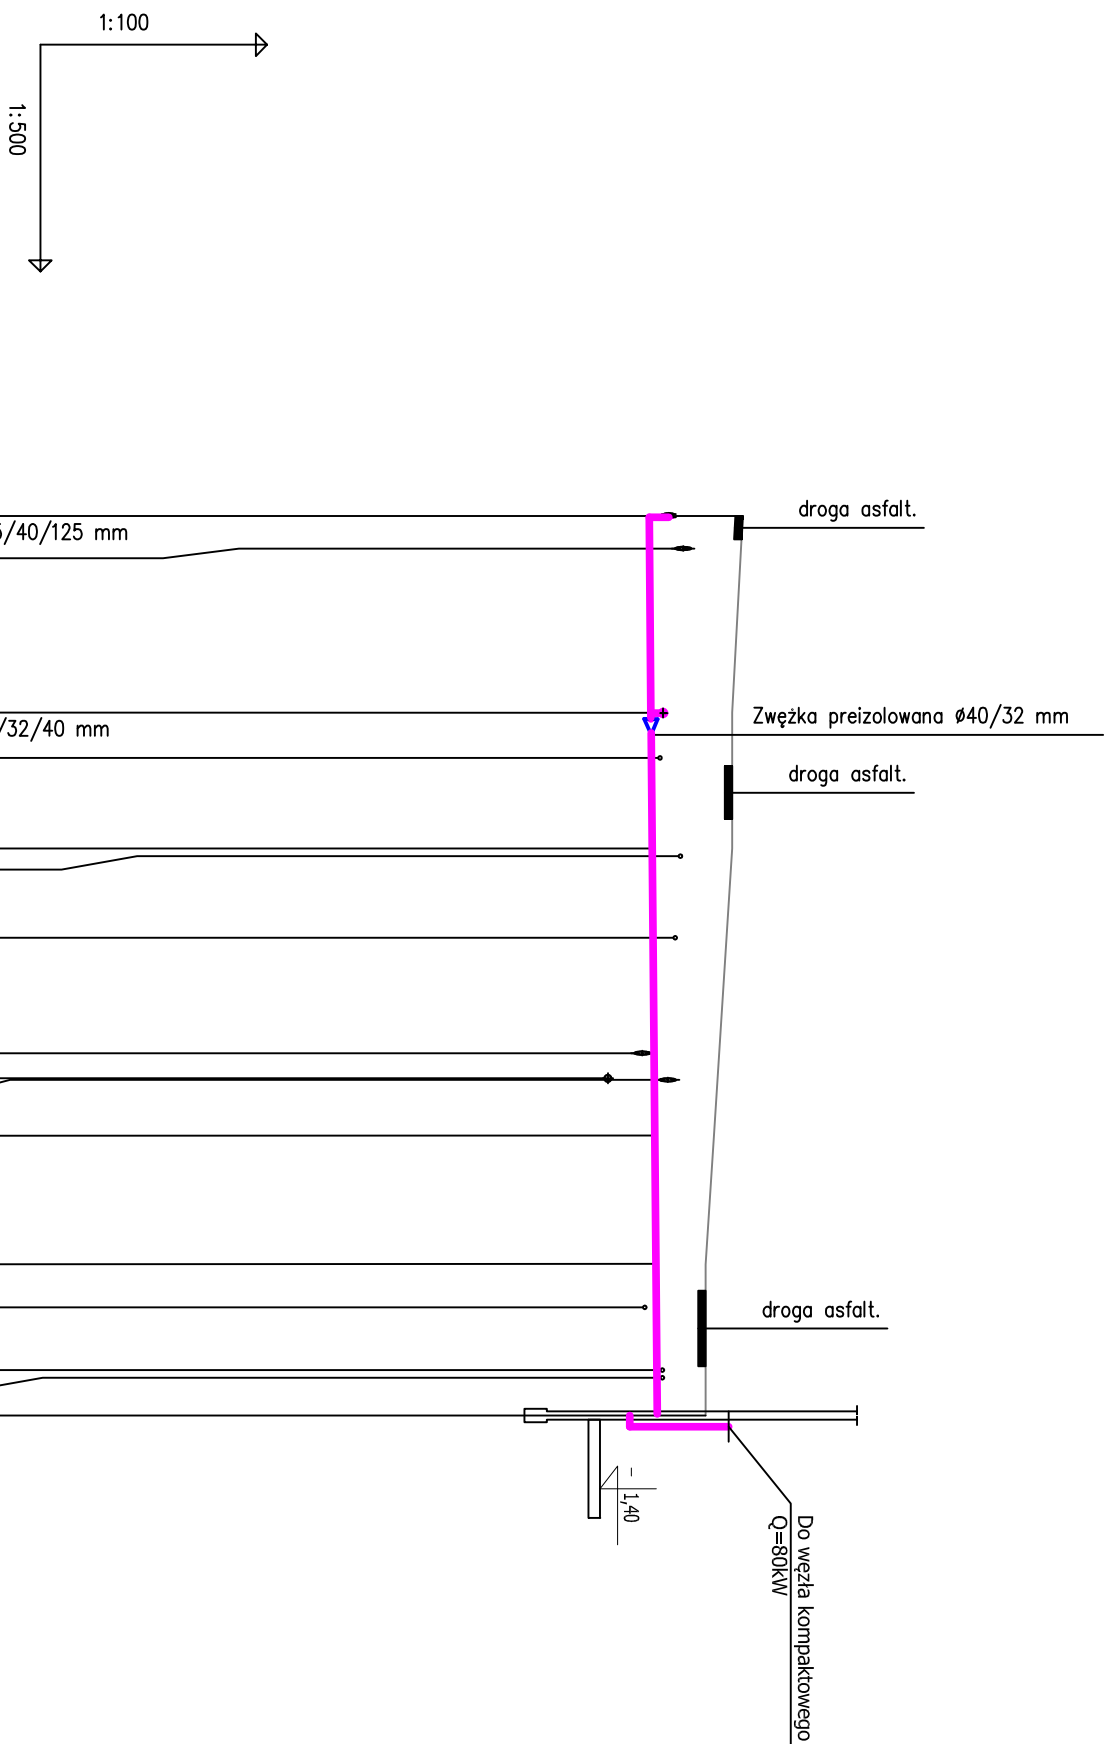 1:100
1:500
droga asfalt.
/40/125 mm
Zwężka preizolowana Ø40/32 mm
/32/40 mm
droga asfalt.
droga asfalt.
- 1,40
Do węzła kompaktowego
Q=80kW